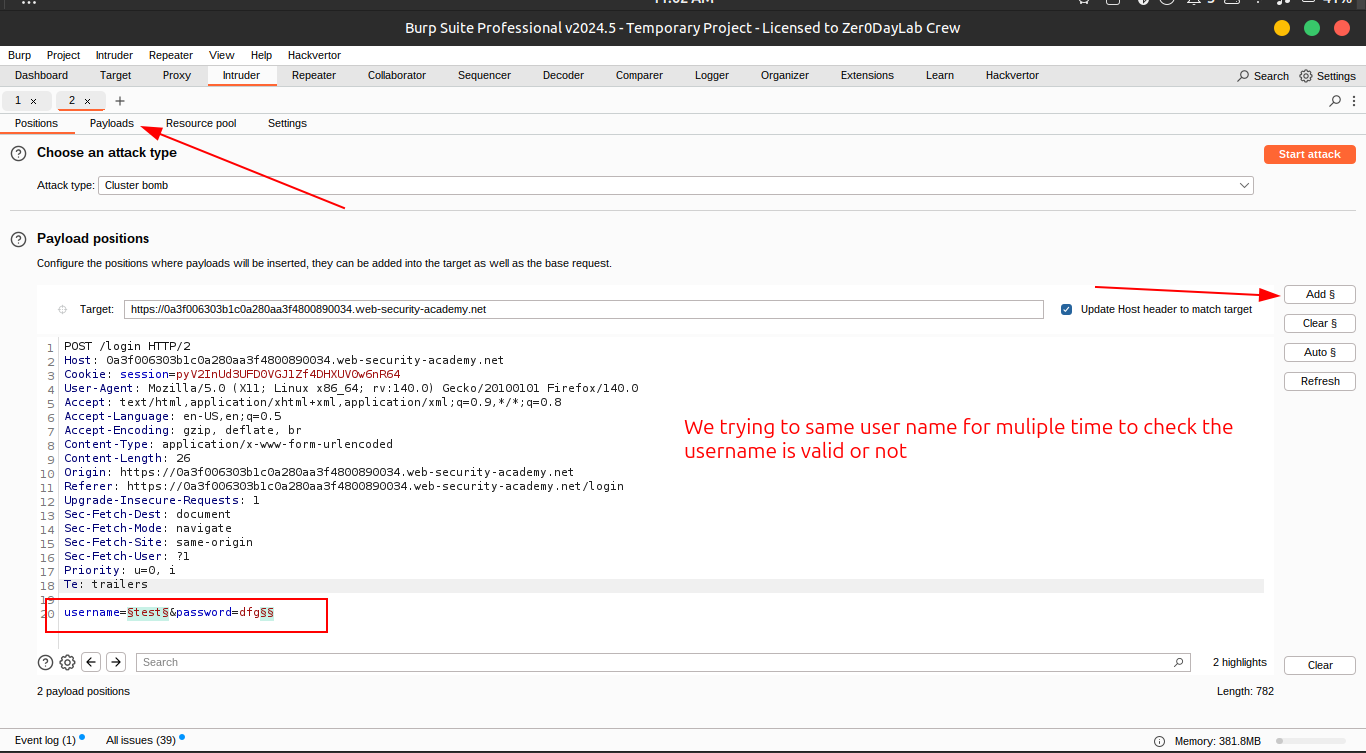 Burp Suite Professional v2024.5 - Temporary Project - Licensed to Zer0DayLab Crew
Burp Project Intruder Repeater View Help Hackvertor
Dashboard Target Proxy Intruder Repeater Collaborator Sequencer Decoder Comparer Logger Organizer Extensions Learn Hackvertor Search Settings
1 × 2 × +
Positions Payloads Resource pool Settings
? Choose an attack type
Start attack
Attack type: Cluster bomb
? Payload positions
Configure the positions where payloads will be inserted, they can be added into the target as well as the base request.
Target: https://0a3f006303b1c0a280aa3f4800890034.web-security-academy.net
Update Host header to match target
Add §
Clear §
Auto §
Refresh
1 POST /login HTTP/2
2 Host: 0a3f006303b1c0a280aa3f4800890034.web-security-academy.net
3 Cookie: session=pyV2InUd3UFD0VGJ1Zf4DHXUV0w6nR64
4 User-Agent: Mozilla/5.0 (X11; Linux x86_64; rv:140.0) Gecko/20100101 Firefox/140.0
5 Accept: text/html,application/xhtml+xml,application/xml;q=0.9,*/*;q=0.8
6 Accept-Language: en-US,en;q=0.5
7 Accept-Encoding: gzip, deflate, br
8 Content-Type: application/x-www-form-urlencoded
9 Content-Length: 26
10 Origin: https://0a3f006303b1c0a280aa3f4800890034.web-security-academy.net
11 Referer: https://0a3f006303b1c0a280aa3f4800890034.web-security-academy.net/login
12 Upgrade-Insecure-Requests: 1
13 Sec-Fetch-Dest: document
14 Sec-Fetch-Mode: navigate
15 Sec-Fetch-Site: same-origin
16 Sec-Fetch-User: ?1
17 Priority: u=0, i
18 Te: trailers
19
20 username=§test§&password=dfg§§
We trying to same user name for muliple time to check the
username is valid or not
? Search 2 highlights Clear
2 payload positions Length: 782
Event log (1) All issues (39) Memory: 381.8MB